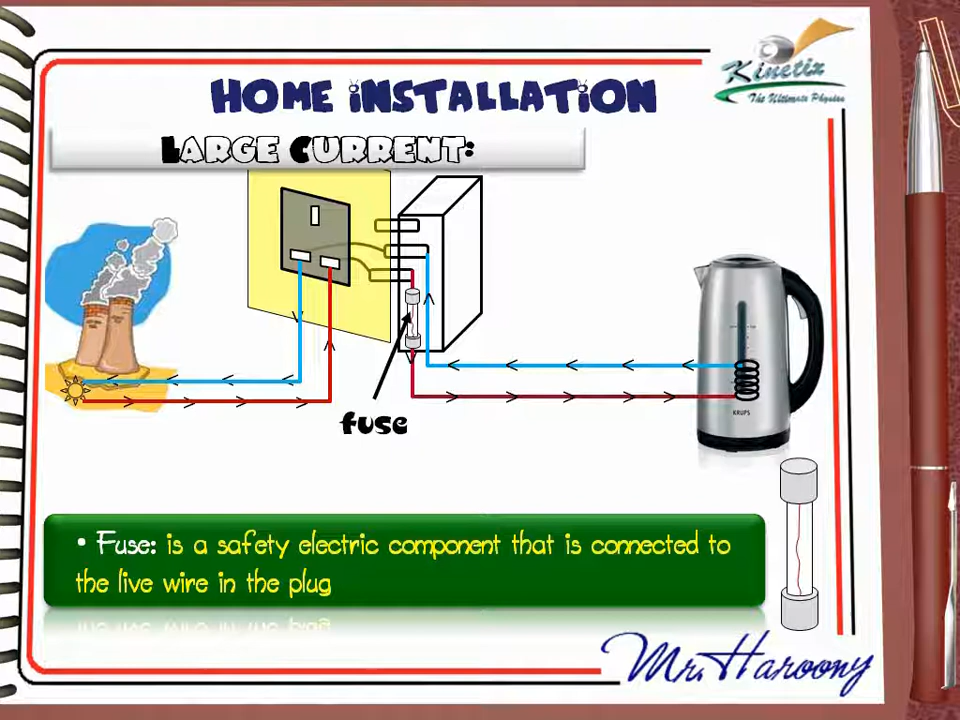 HOME iNSTALLATiON
Kinetix
The Ultimate Physics
LARGE CURRENT:
fuse
KRUPS
• Fuse: is a safety electric component that is connected to
the live wire in the plug
Mr. Haroony